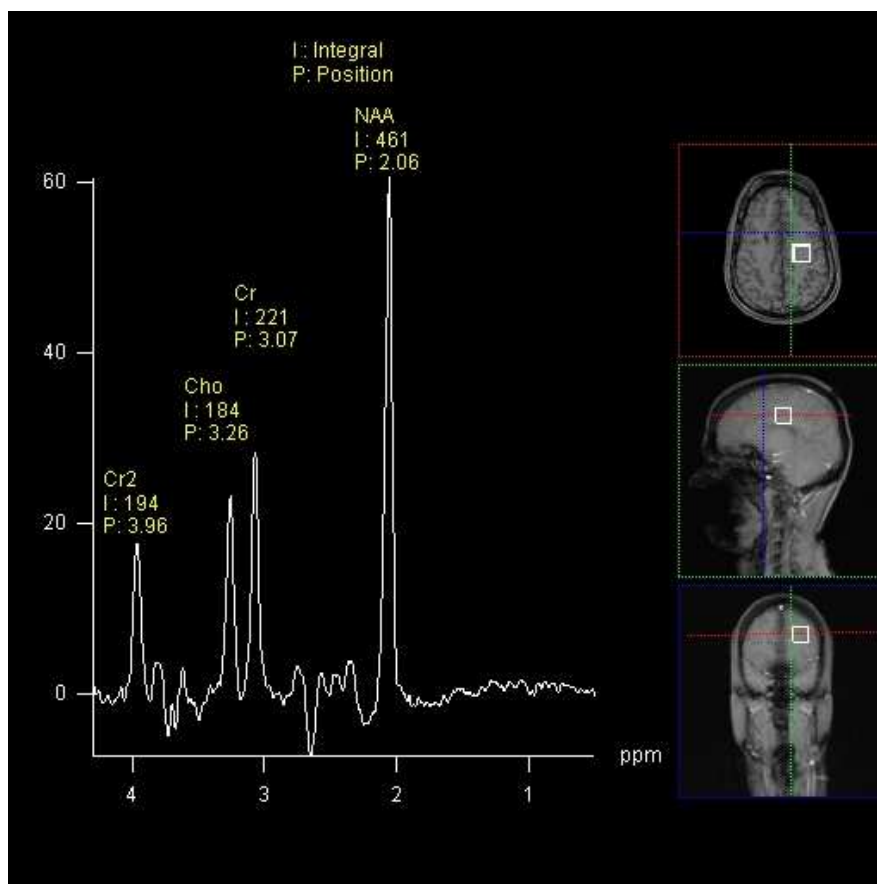 I : Integral
P: Position
NAA
I : 461
P: 2.06
60
Cr
I : 221
P: 3.07
40
Cho
I : 184
P: 3.26
Cr2
I : 194
P: 3.96
20
0
ppm
4 3 2 1